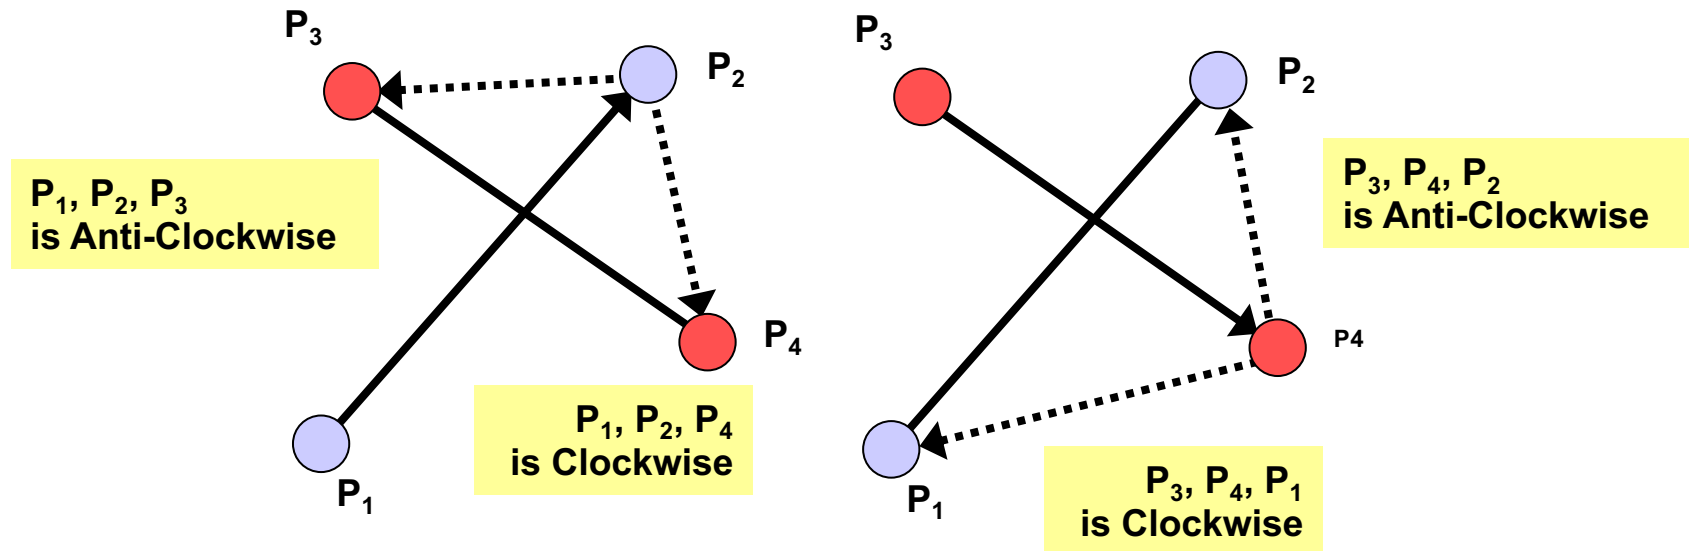 P₃
P₂
P₁, P₂, P₃
is Anti-Clockwise
P₄
P₁, P₂, P₄
is Clockwise
P₁
P₃
P₂
P₃, P₄, P₂
is Anti-Clockwise
P4
P₁
P₃, P₄, P₁
is Clockwise